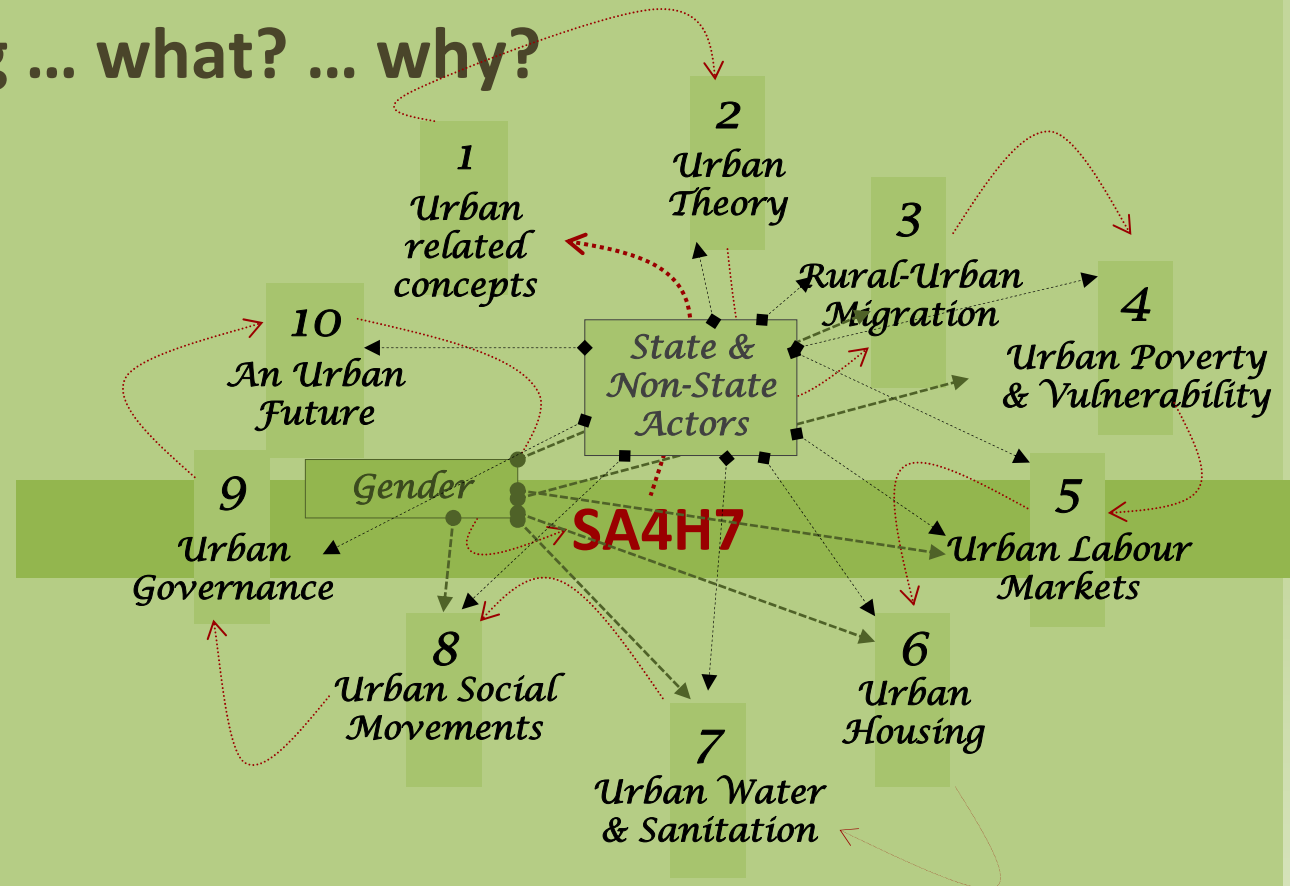 g ... what? ... why?
1
Urban
related
concepts
2
Urban
Theory
3
Rural-Urban
Migration
4
Urban Poverty
& Vulnerability
5
Urban Labour
Markets
6
Urban
Housing
7
Urban Water
& Sanitation
8
Urban Social
Movements
9
Urban
Governance
10
An Urban
Future
State &
Non-State
Actors
Gender
SA4H7